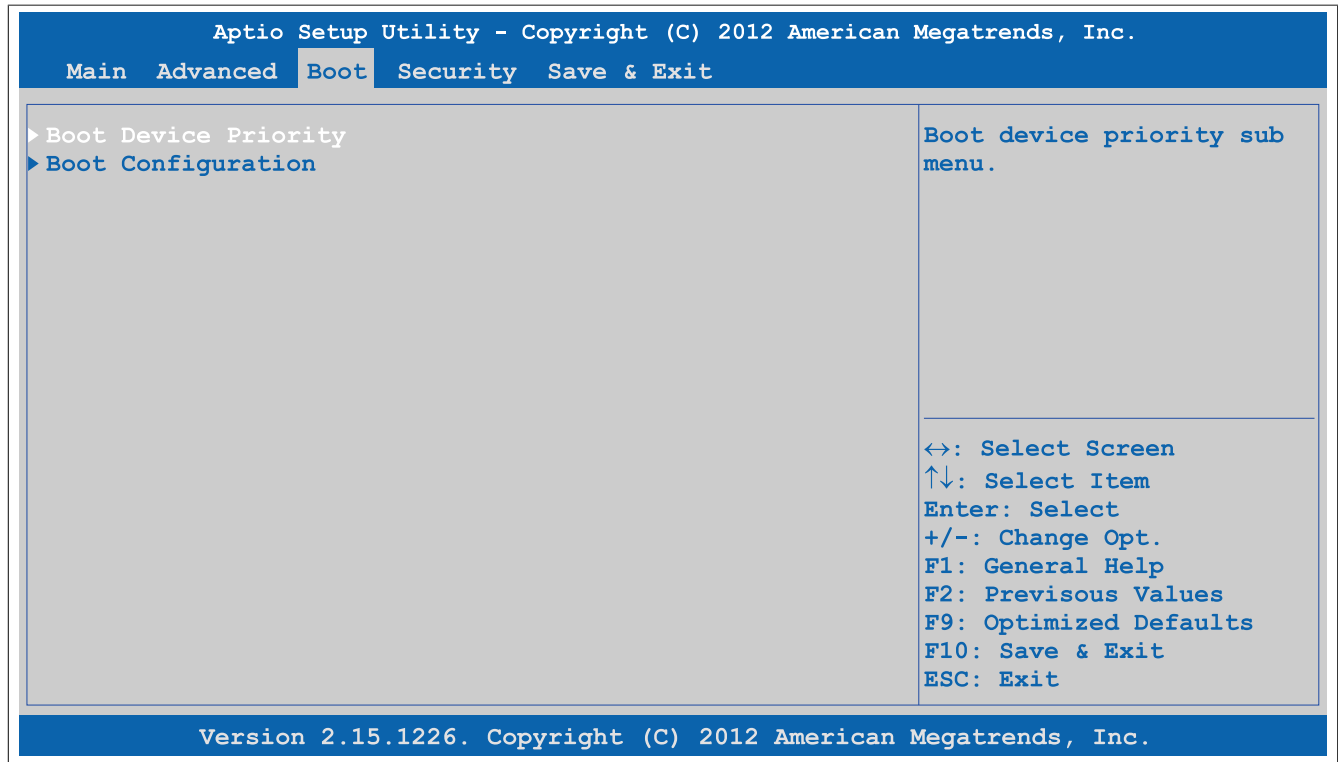 Aptio Setup Utility - Copyright (C) 2012 American Megatrends, Inc.
Main Advanced Boot Security Save & Exit
Boot Device Priority
Boot Configuration
Boot device priority sub
menu.
↔: Select Screen
↑↓: Select Item
Enter: Select
+/-: Change Opt.
F1: General Help
F2: Previsous Values
F9: Optimized Defaults
F10: Save & Exit
ESC: Exit
Version 2.15.1226. Copyright (C) 2012 American Megatrends, Inc.